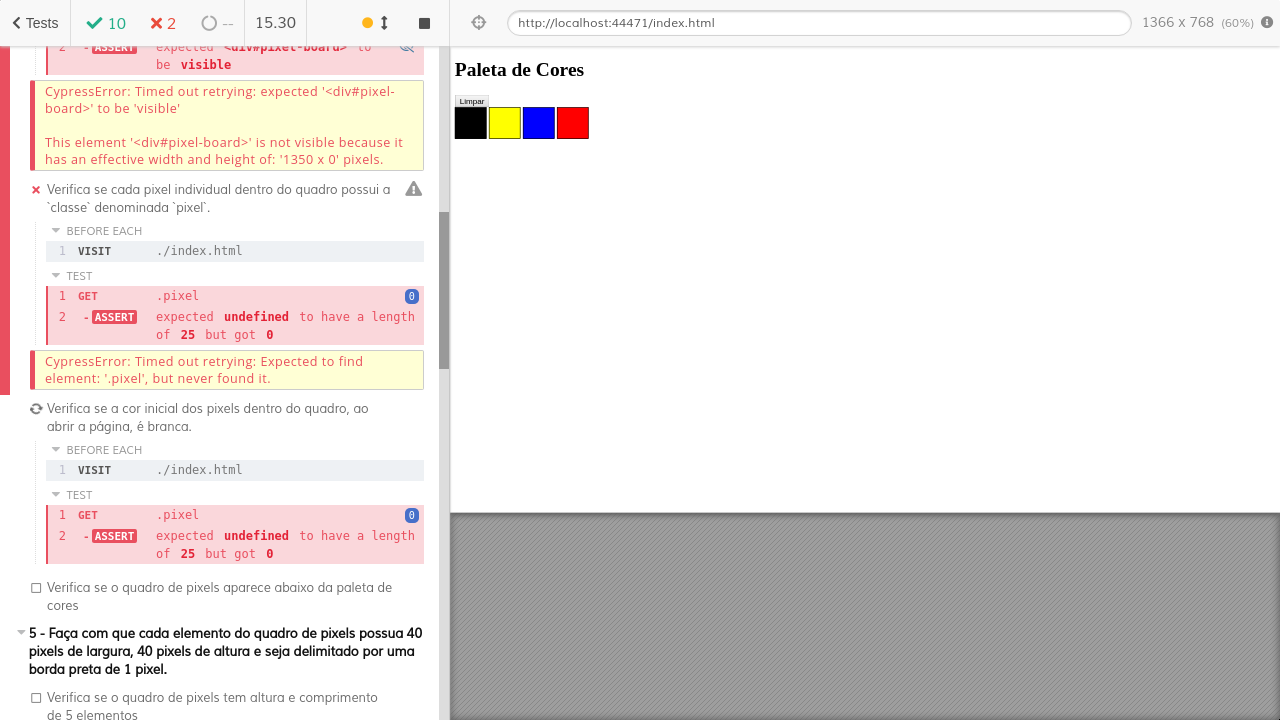 Tests 10 2 -- 15.30 http://localhost:44471/index.html 1366 x 768 (60%)
2 - ASSERT expected <div#pixel-board> to
be visible
CypressError: Timed out retrying: expected '<div#pixel-
board>' to be 'visible'
This element '<div#pixel-board>' is not visible because it
has an effective width and height of: '1350 x 0' pixels.
Verifica se cada pixel individual dentro do quadro possui a
`classe` denominada `pixel`.
BEFORE EACH
1 VISIT ./index.html
TEST
1 GET .pixel 0
2 - ASSERT expected undefined to have a length
of 25 but got 0
CypressError: Timed out retrying: Expected to find
element: '.pixel', but never found it.
Verifica se a cor inicial dos pixels dentro do quadro, ao
abrir a página, é branca.
BEFORE EACH
1 VISIT ./index.html
TEST
1 GET .pixel 0
2 - ASSERT expected undefined to have a length
of 25 but got 0
Verifica se o quadro de pixels aparece abaixo da paleta de
cores
5 - Faça com que cada elemento do quadro de pixels possua 40
pixels de largura, 40 pixels de altura e seja delimitado por uma
borda preta de 1 pixel.
Verifica se o quadro de pixels tem altura e comprimento
de 5 elementos
Paleta de Cores
Limpar